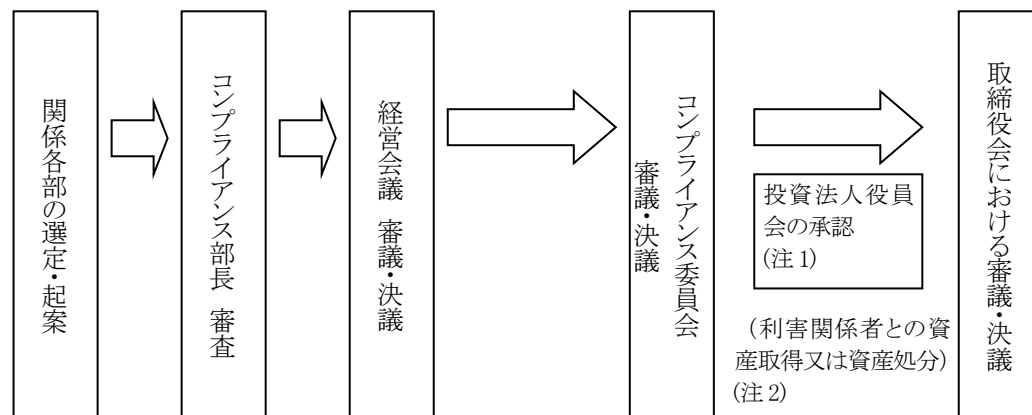 関係各部の選定・起案
コンプライアンス部長 審査
経営会議 審議・決議
コンプライアンス委員会
審議・決議
投資法人役員
会の承認
(注 1)
(利害関係者との資
産取得又は資産処分)
(注 2)
取締役会における審議・決議